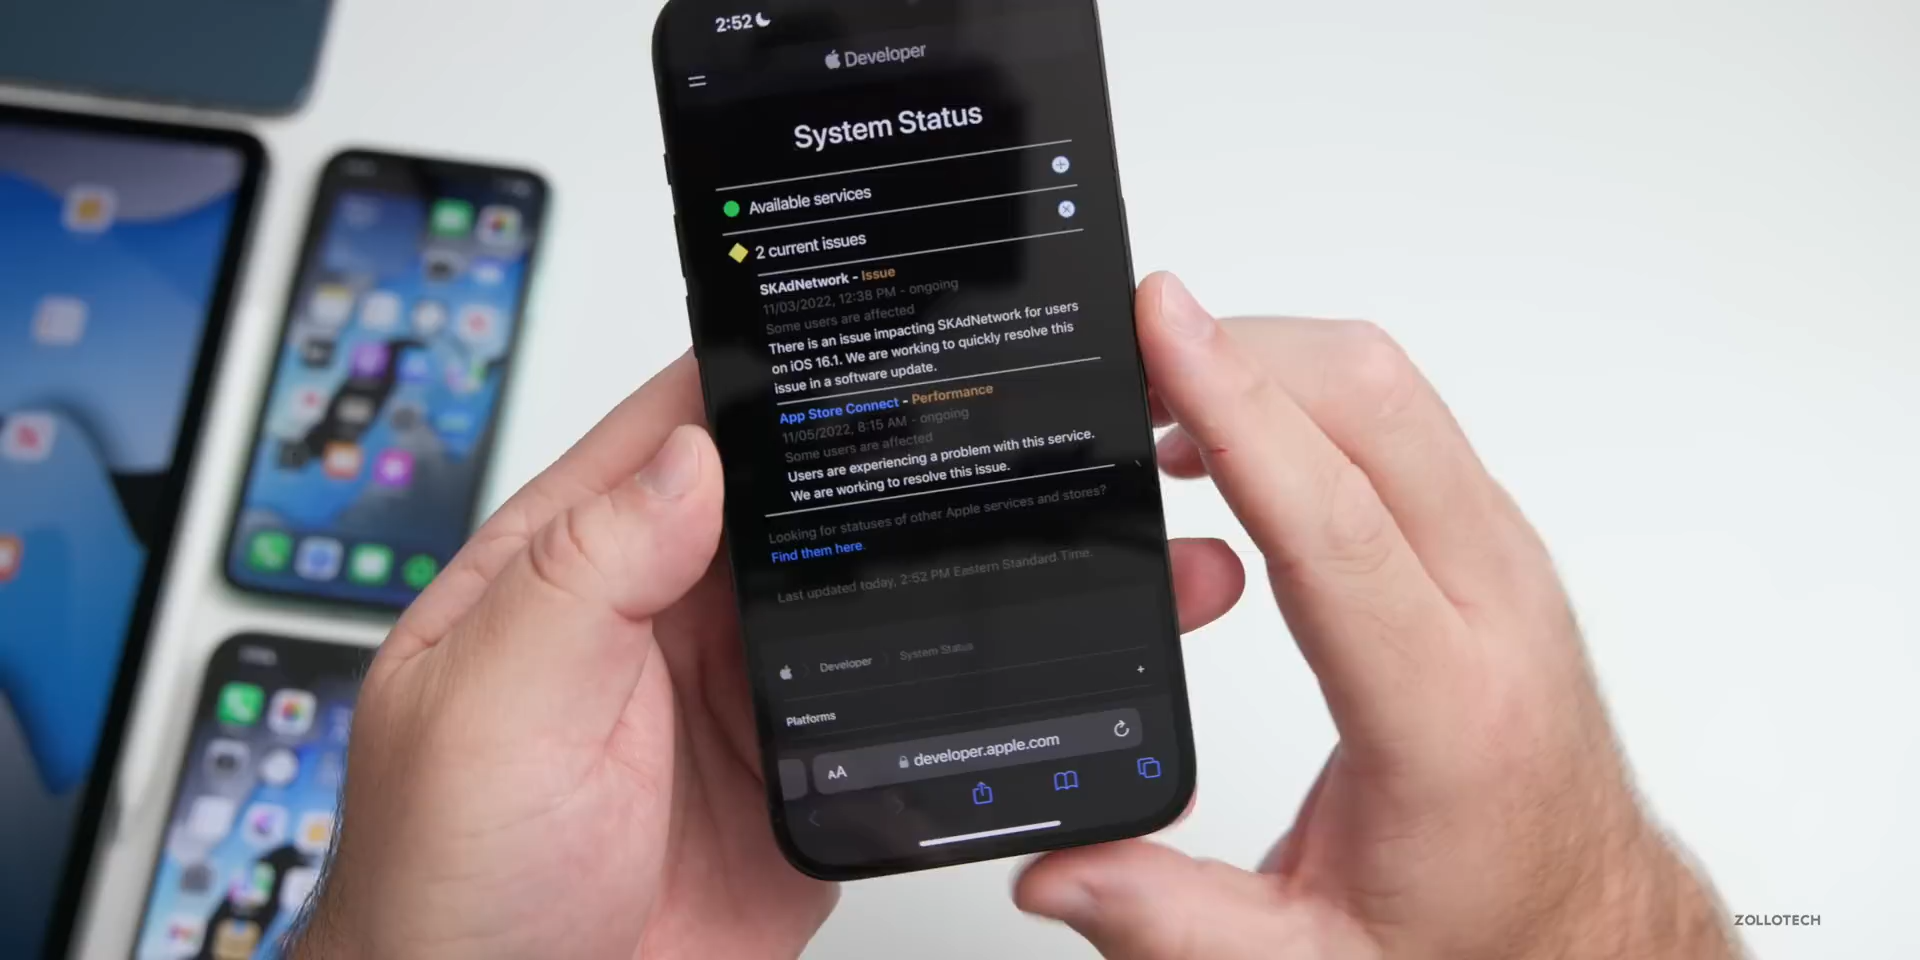 2:52
Developer
System Status
Available services
2 current issues
SKAdNetwork - Issue
11/03/2022, 12:38 PM - ongoing
Some users are affected
There is an issue impacting SKAdNetwork for users
on iOS 16.1. We are working to quickly resolve this
issue in a software update.
App Store Connect - Performance
11/05/2022, 8:15 AM - ongoing
Some users are affected
Users are experiencing a problem with this service.
We are working to resolve this issue.
Looking for statuses of other Apple services and stores?
Find them here.
Last updated today, 2:52 PM Eastern Standard Time.
Developer
System Status
Platforms
AA
developer.apple.com
ZOLLOTECH